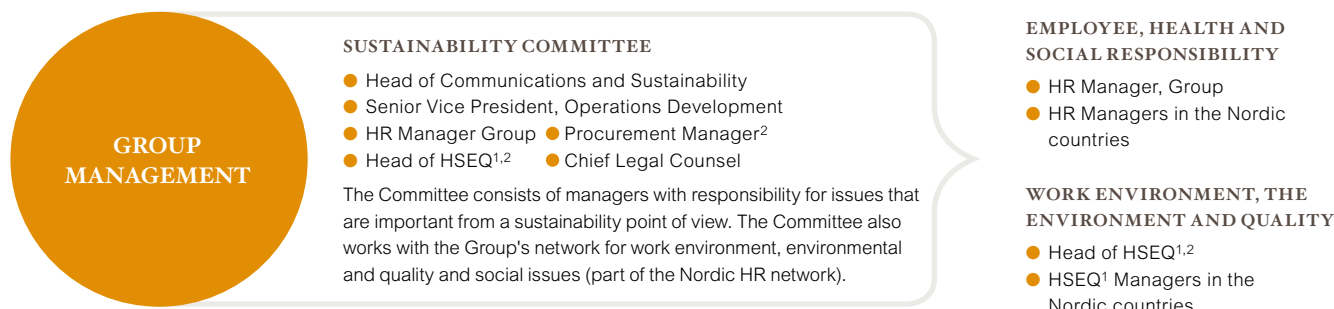 GROUP
MANAGEMENT
SUSTAINABILITY COMMITTEE
● Head of Communications and Sustainability
● Senior Vice President, Operations Development
● HR Manager Group ● Procurement Manager²
● Head of HSEQ¹,² ● Chief Legal Counsel
The Committee consists of managers with responsibility for issues that
are important from a sustainability point of view. The Committee also
works with the Group's network for work environment, environmental
and quality and social issues (part of the Nordic HR network).
EMPLOYEE, HEALTH AND
SOCIAL RESPONSIBILITY
● HR Manager, Group
● HR Managers in the Nordic
countries
WORK ENVIRONMENT, THE
ENVIRONMENT AND QUALITY
● Head of HSEQ¹,²
● HSEQ¹ Managers in the
Nordic countries